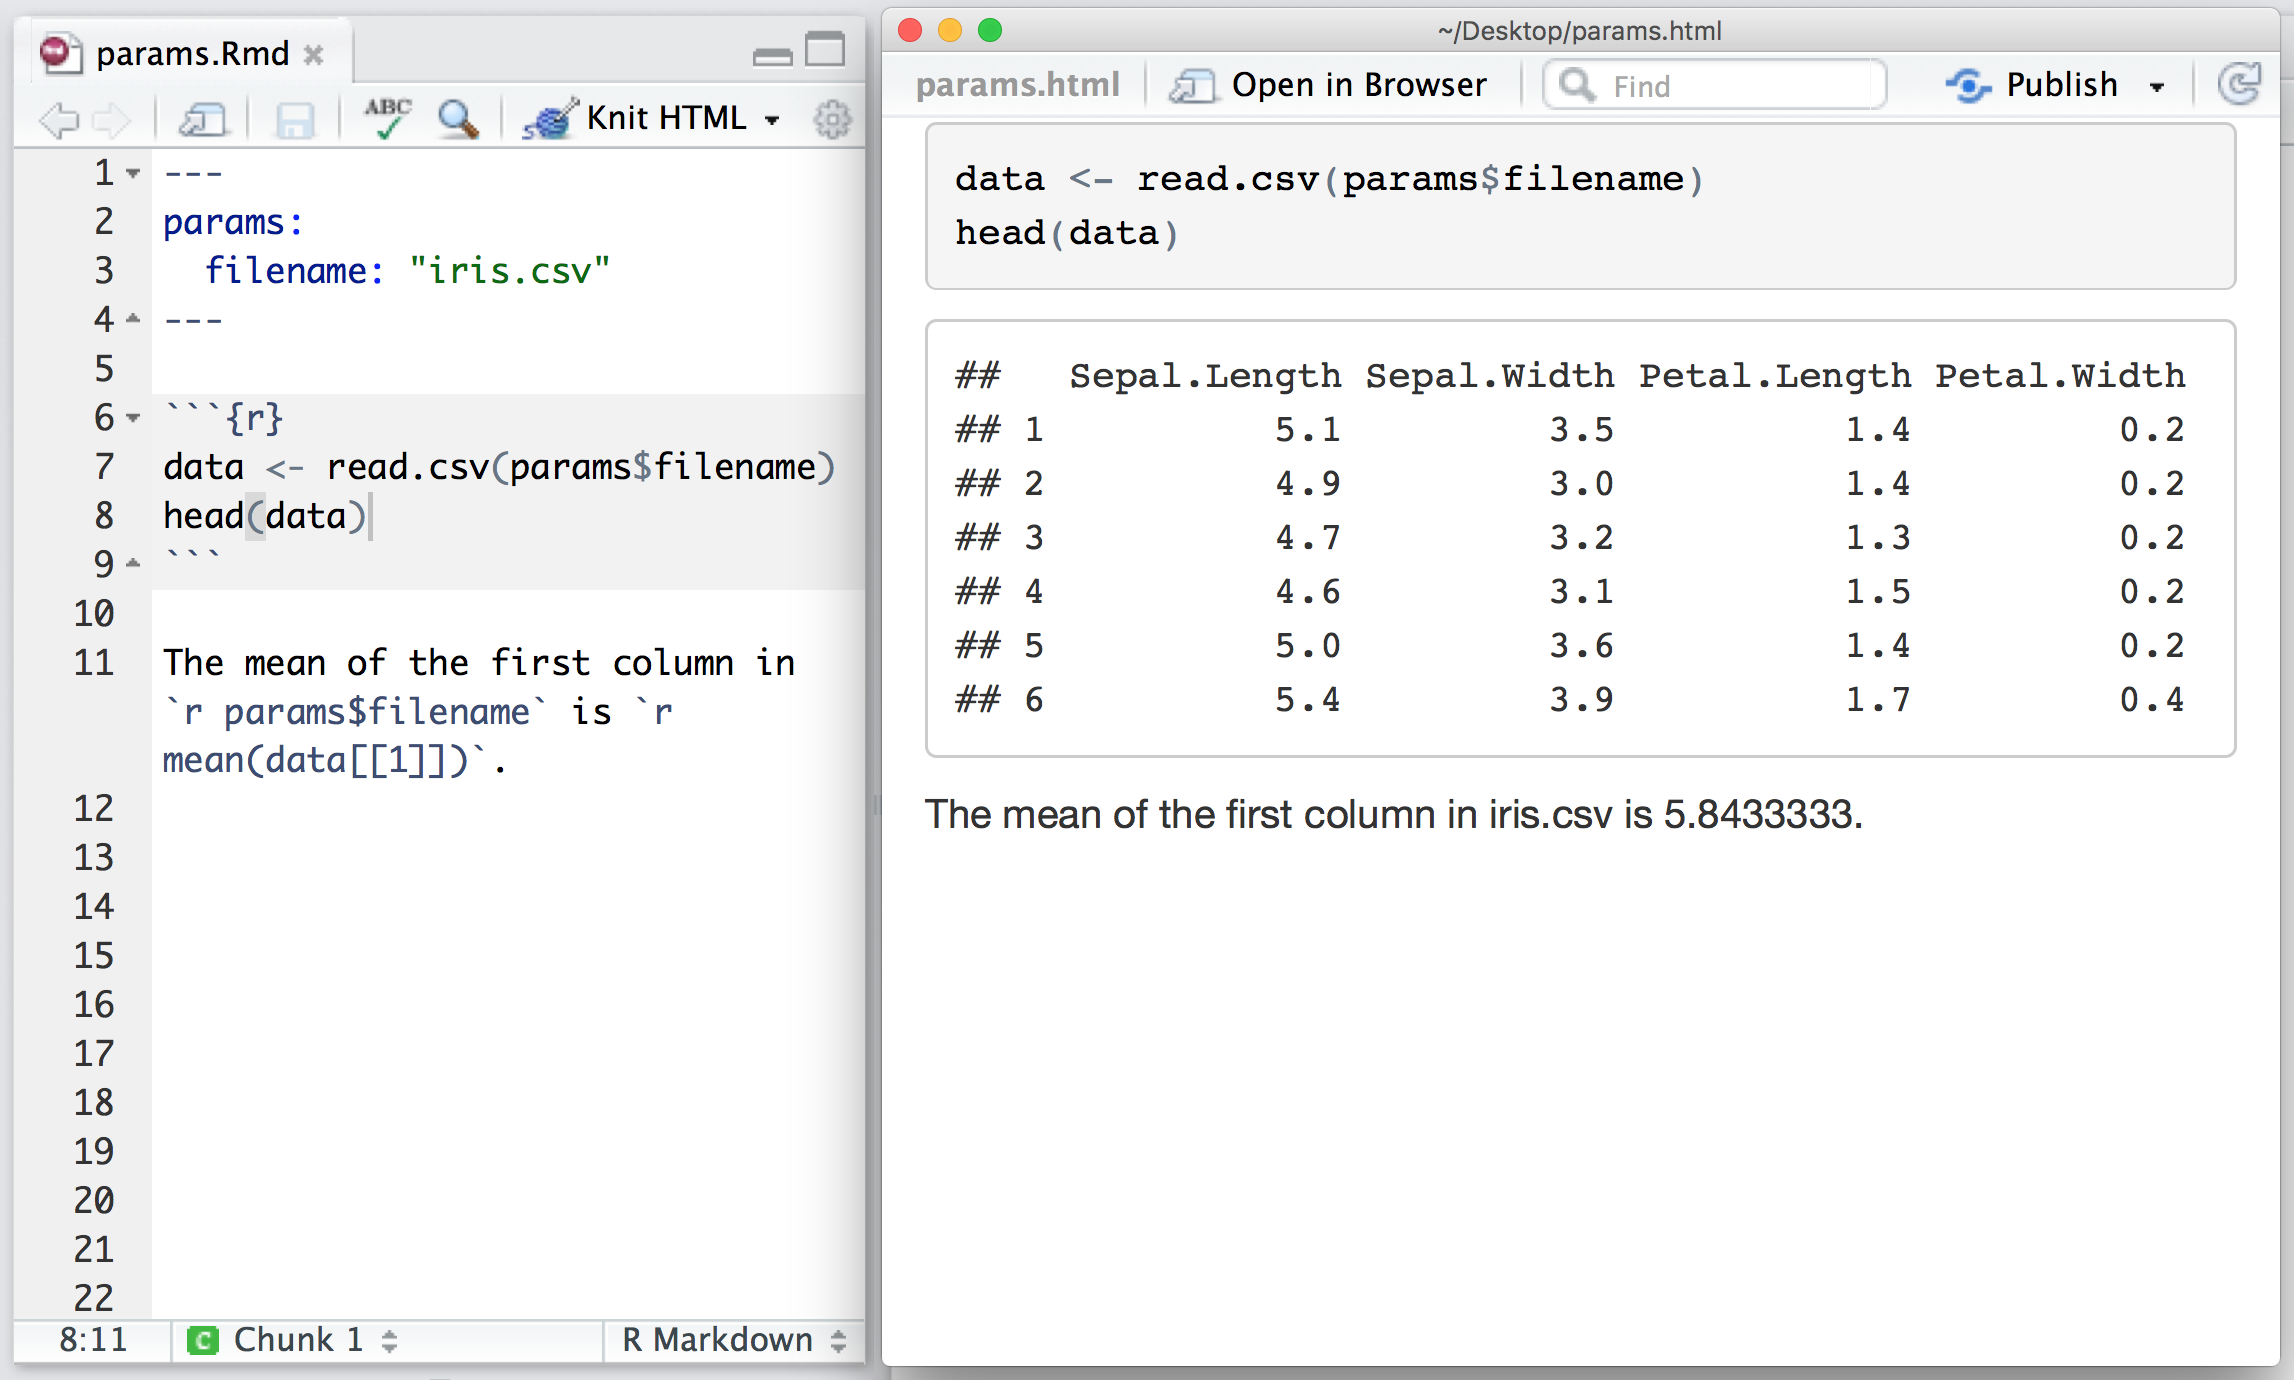 params.Rmd
ABC
Knit HTML
1 ---
2 params:
3   filename: "iris.csv"
4 ---
5
6 ```{r}
7 data <- read.csv(params$filename)
8 head(data)
9 ```
10
11 The mean of the first column in
`r params$filename` is `r
mean(data[[1]])`.
12
13
14
15
16
17
18
19
20
21
22
8:11 C Chunk 1 R Markdown
~/Desktop/params.html
params.html Open in Browser Find Publish
data <- read.csv(params$filename)
head(data)
##   Sepal.Length Sepal.Width Petal.Length Petal.Width
## 1          5.1         3.5          1.4         0.2
## 2          4.9         3.0          1.4         0.2
## 3          4.7         3.2          1.3         0.2
## 4          4.6         3.1          1.5         0.2
## 5          5.0         3.6          1.4         0.2
## 6          5.4         3.9          1.7         0.4
The mean of the first column in iris.csv is 5.8433333.